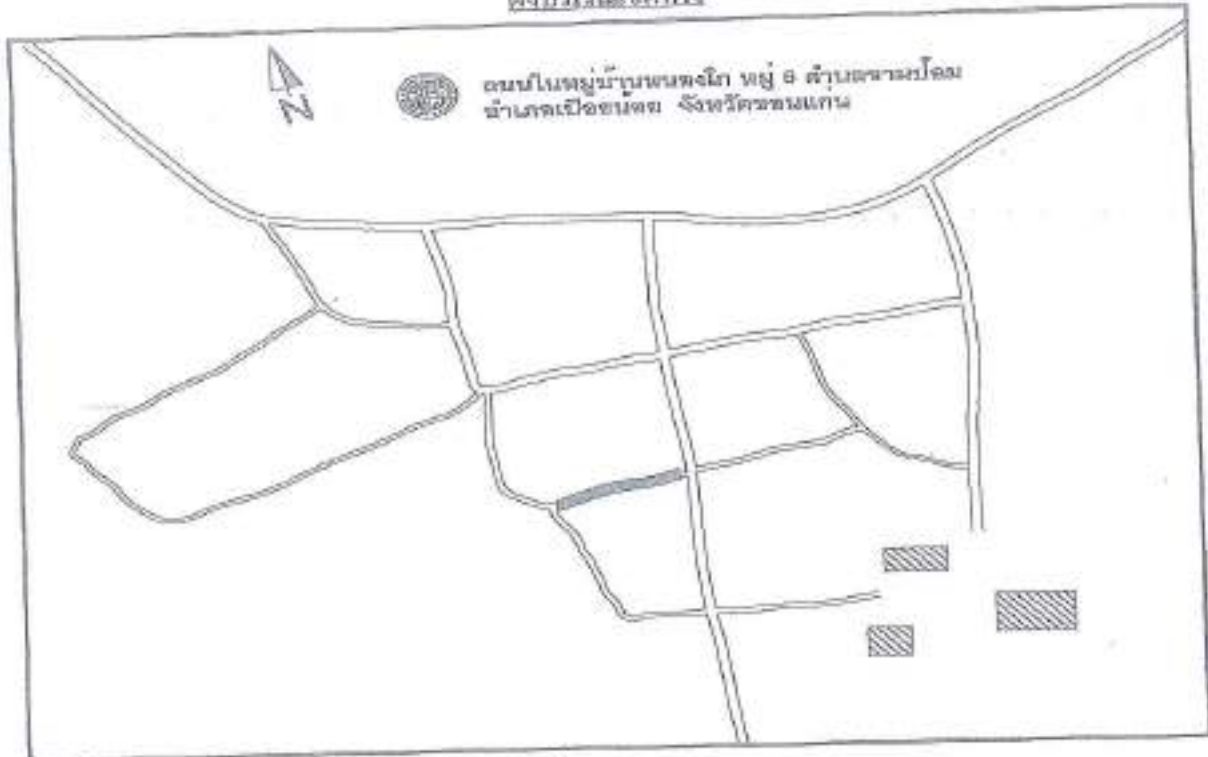 N
ถนนในหมู่บ้านหนองโก หมู่ 6 ตำบลขามป้อม
อำเภอเปือยน้อย จังหวัดขอนแก่น